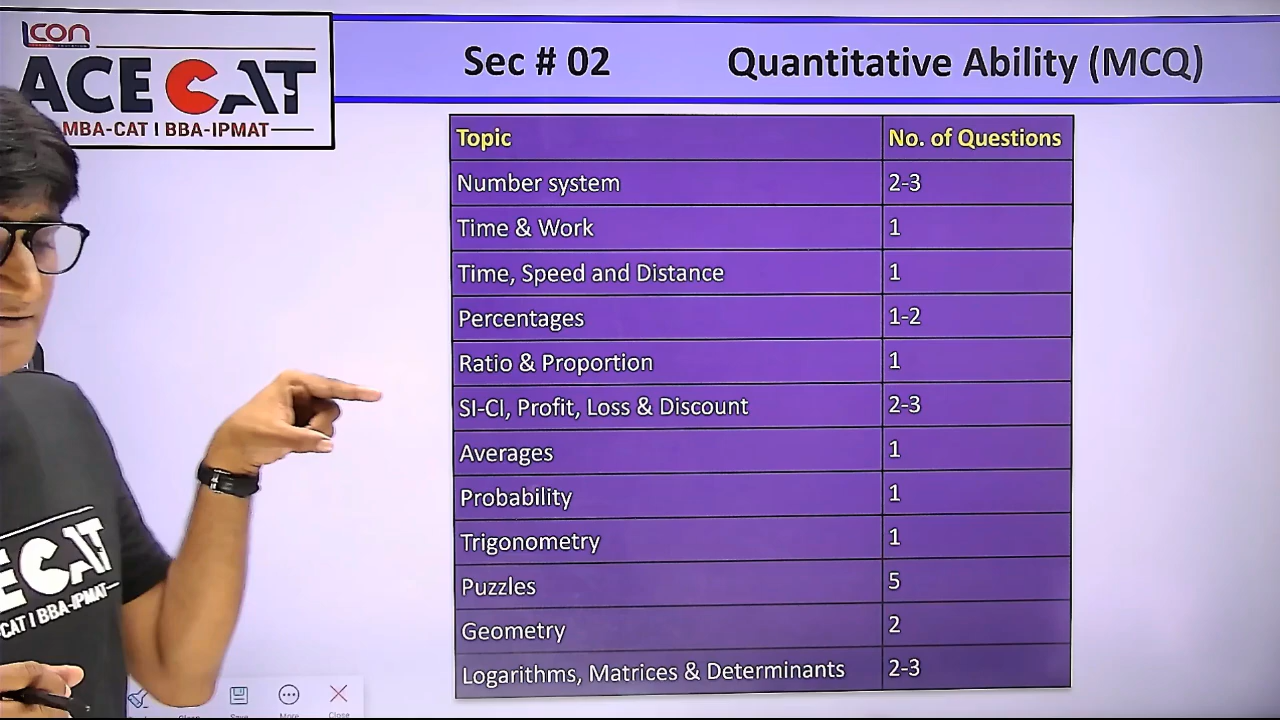 Icon
ACE CAT
MBA-CAT | BBA-IPMAT
Sec # 02 Quantitative Ability (MCQ)
Topic No. of Questions
Number system 2-3
Time & Work 1
Time, Speed and Distance 1
Percentages 1-2
Ratio & Proportion 1
SI-CI, Profit, Loss & Discount 2-3
Averages 1
Probability 1
Trigonometry 1
Puzzles 5
Geometry 2
Logarithms, Matrices & Determinants 2-3
ECAT
CAT | BBA-IPMAT
Save More Close